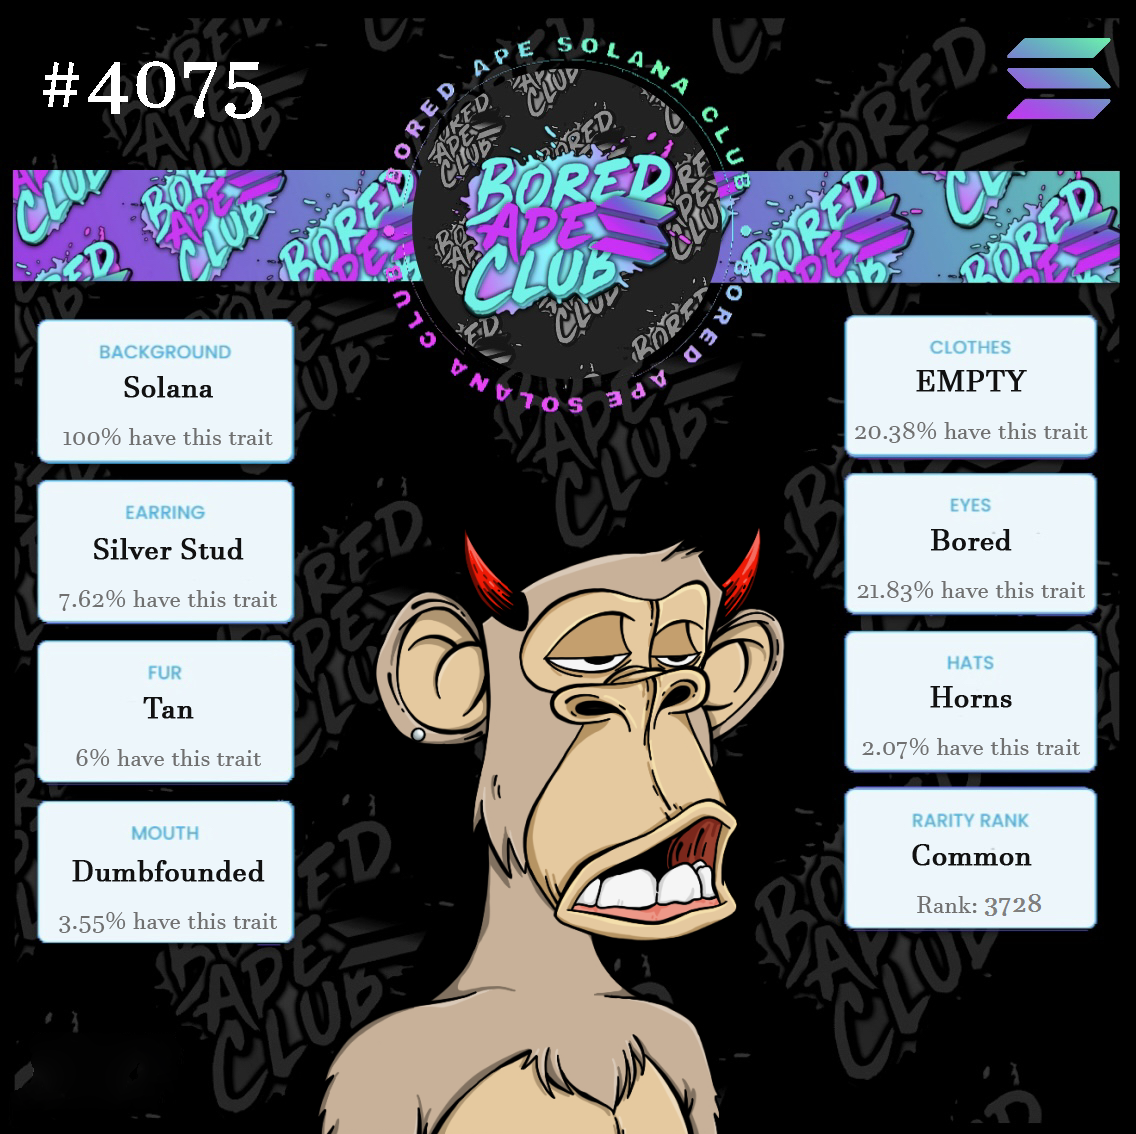 #4075
BORED APE SOLANA CLUB
BORED
APE
CLUB
BORED APE SOLANA CLUB
BACKGROUND
Solana
100% have this trait
EARRING
Silver Stud
7.62% have this trait
FUR
Tan
6% have this trait
MOUTH
Dumbfounded
3.55% have this trait
CLOTHES
EMPTY
20.38% have this trait
EYES
Bored
21.83% have this trait
HATS
Horns
2.07% have this trait
RARITY RANK
Common
Rank: 3728